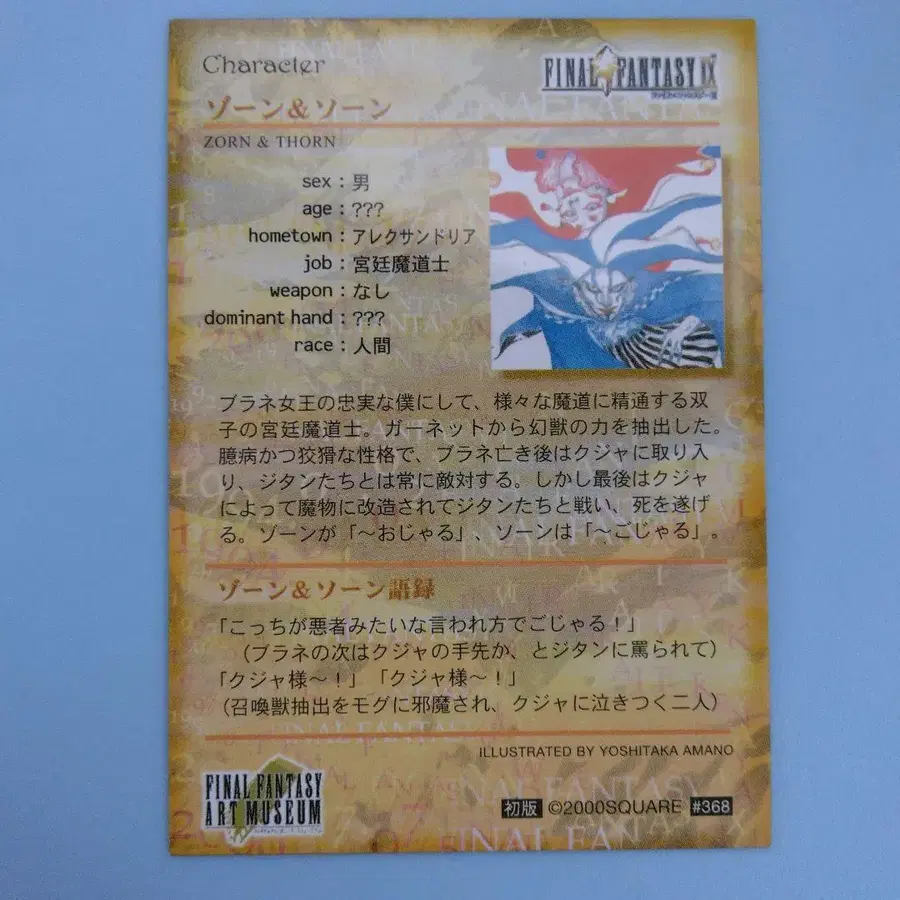 Character
FINAL FANTASY IX
ファイナルファンタジーIX
ゾーン&ソーン
ZORN & THORN
sex：男
age：???
hometown：アレクサンドリア
job：宮廷魔道士
weapon：なし
dominant hand：???
race：人間
ブラネ女王の忠実な僕にして、様々な魔道に精通する双
子の宮廷魔道士。ガーネットから幻獣の力を抽出した。
臆病かつ狡猾な性格で、ブラネ亡き後はクジャに取り入
り、ジタンたちとは常に敵対する。しかし最後はクジャ
によって魔物に改造されてジタンたちと戦い、死を遂げ
る。ゾーンが「〜おじゃる」、ソーンは「〜ごじゃる」。
ゾーン&ソーン語録
「こっちが悪者みたいな言われ方でごじゃる！」
（ブラネの次はクジャの手先か、とジタンに罵られて）
「クジャ様〜！」「クジャ様〜！」
（召喚獣抽出をモグに邪魔され、クジャに泣きつく二人）
ILLUSTRATED BY YOSHITAKA AMANO
FINAL FANTASY
ART MUSEUM
初版 ©2000SQUARE #368